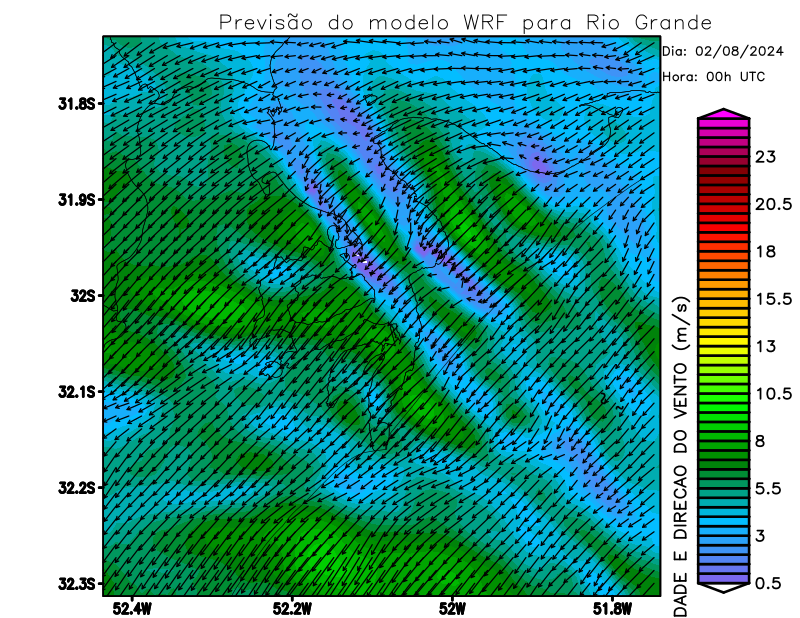 Previsão do modelo WRF para Rio Grande
Dia: 02/08/2024
Hora: 00h UTC
31.8S
31.9S
32S
32.1S
32.2S
32.3S
52.4W
52.2W
52W
51.8W
23
20.5
18
15.5
13
10.5
8
5.5
3
0.5
DADE E DIRECAO DO VENTO (m/s)